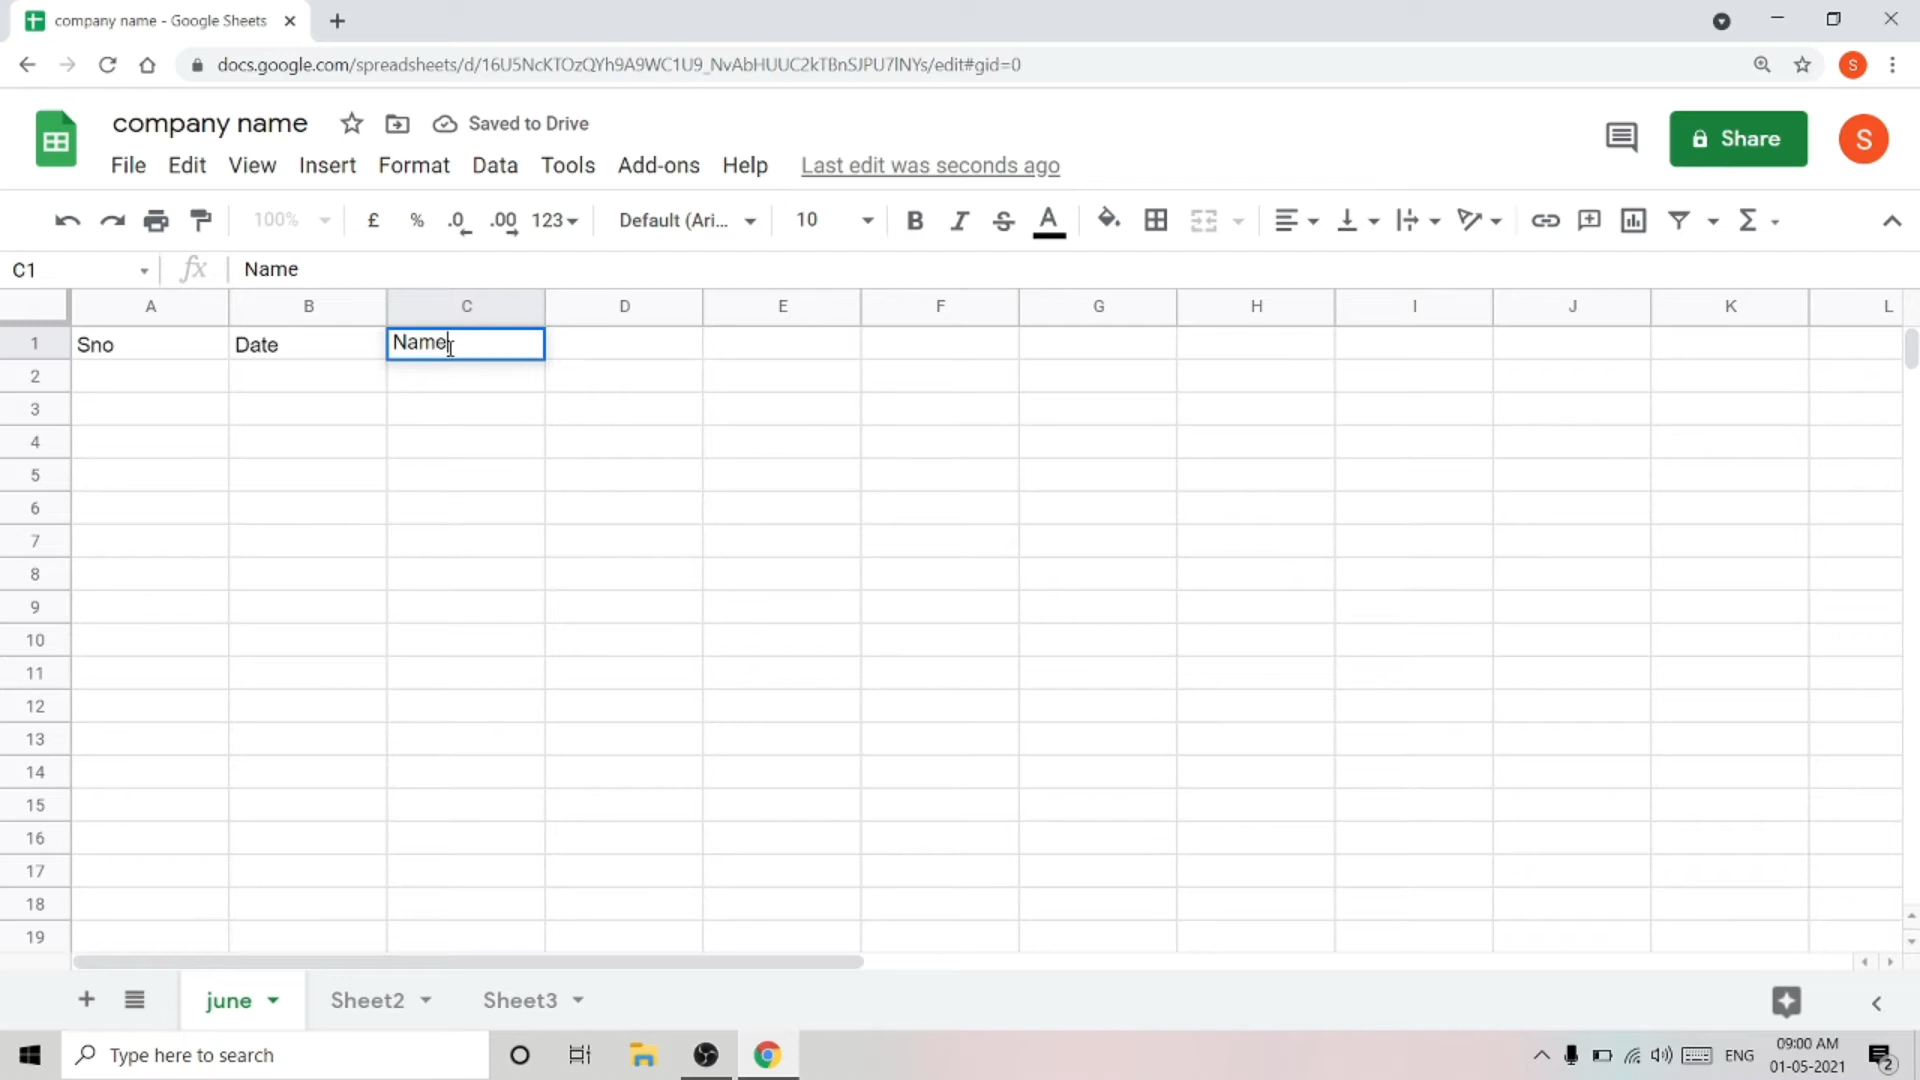 company name - Google Sheets
docs.google.com/spreadsheets/d/16U5NcKTOzQYh9A9WC1U9_NvAbHUUC2kTBnSJPU7lNYs/edit#gid=0
S
company name
Saved to Drive
Share
S
File Edit View Insert Format Data Tools Add-ons Help Last edit was seconds ago
100% £ % .0 .00 123 Default (Ari... 10 B I S A Σ
C1 fx Name
A B C D E F G H I J K L
1 Sno Date Name
2
3
4
5
6
7
8
9
10
11
12
13
14
15
16
17
18
19
june Sheet2 Sheet3
Type here to search
ENG
09:00 AM
01-05-2021
2